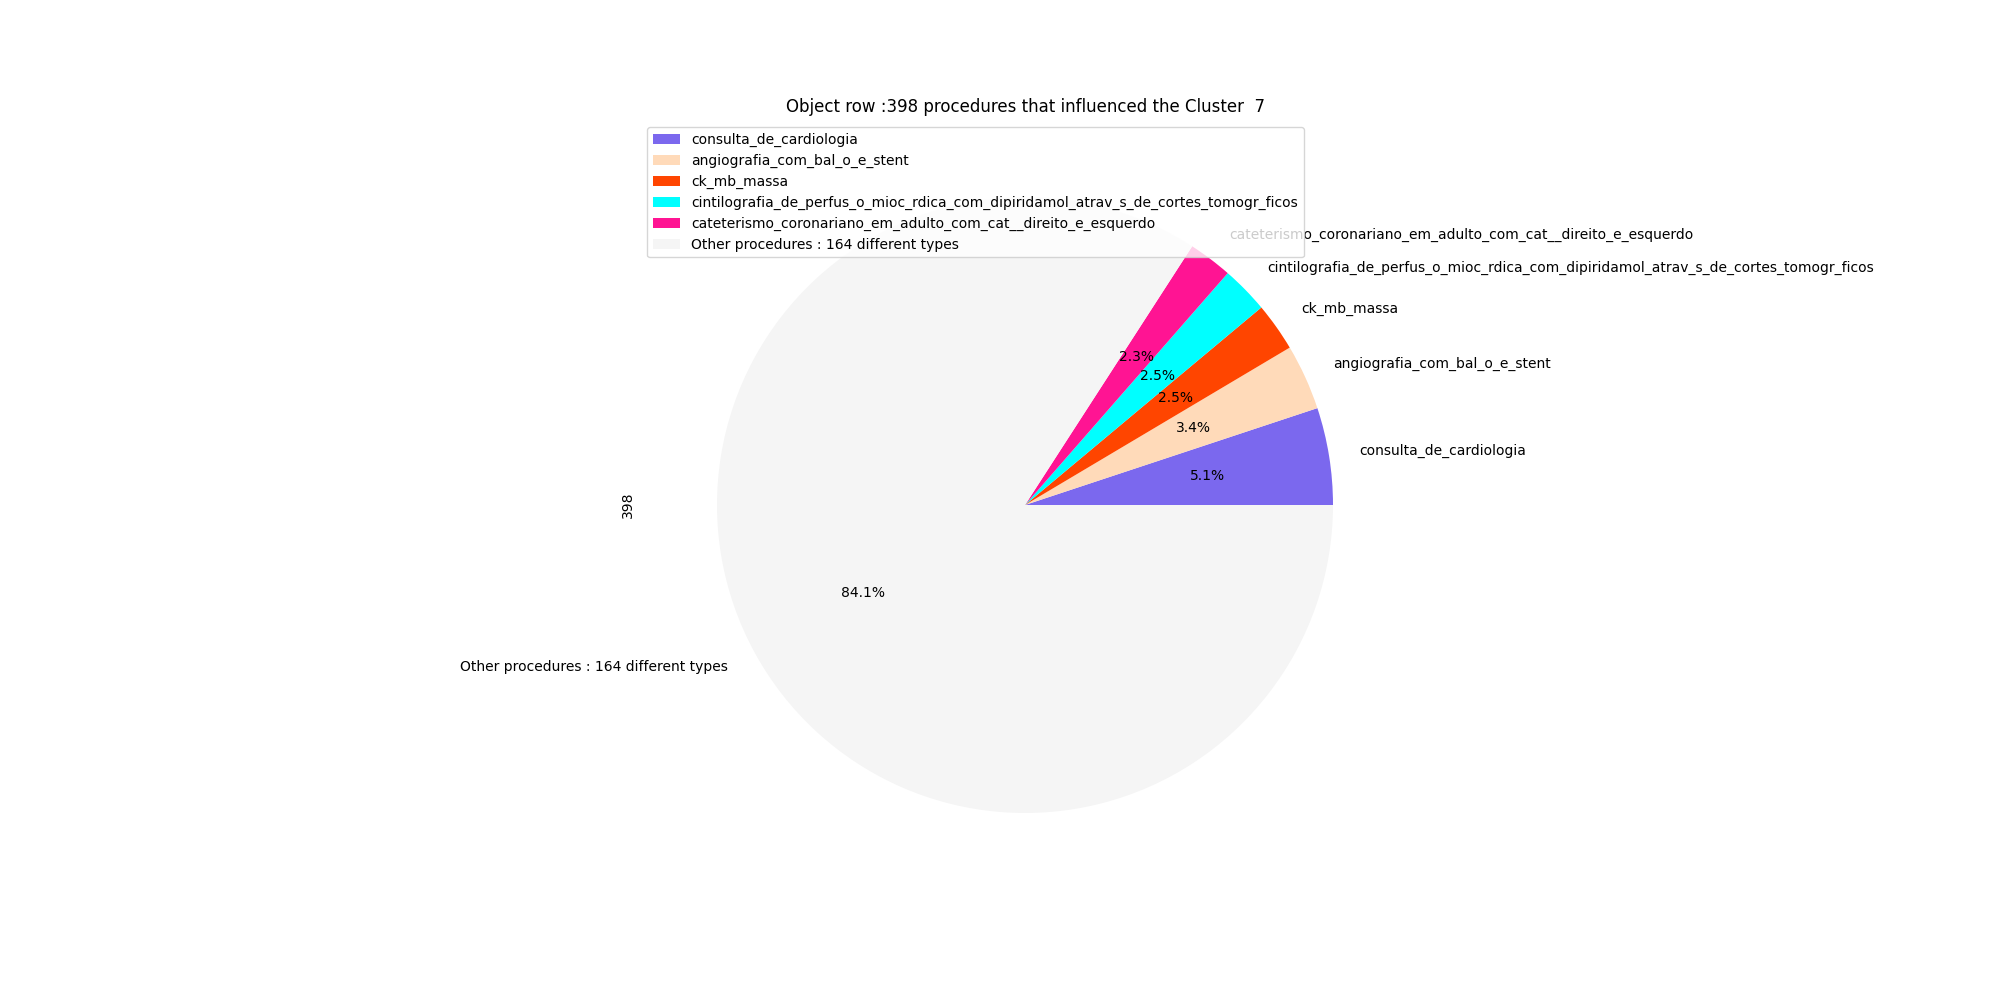 Object row :398 procedures that influenced the Cluster  7
consulta_de_cardiologia
angiografia_com_bal_o_e_stent
ck_mb_massa
cintilografia_de_perfus_o_mioc_rdica_com_dipiridamol_atrav_s_de_cortes_tomogr_ficos
cateterismo_coronariano_em_adulto_com_cat__direito_e_esquerdo
Other procedures : 164 different types
cateterismo_coronariano_em_adulto_com_cat__direito_e_esquerdo
cintilografia_de_perfus_o_mioc_rdica_com_dipiridamol_atrav_s_de_cortes_tomogr_ficos
ck_mb_massa
angiografia_com_bal_o_e_stent
consulta_de_cardiologia
2.3%
2.5%
2.5%
3.4%
5.1%
398
84.1%
Other procedures : 164 different types